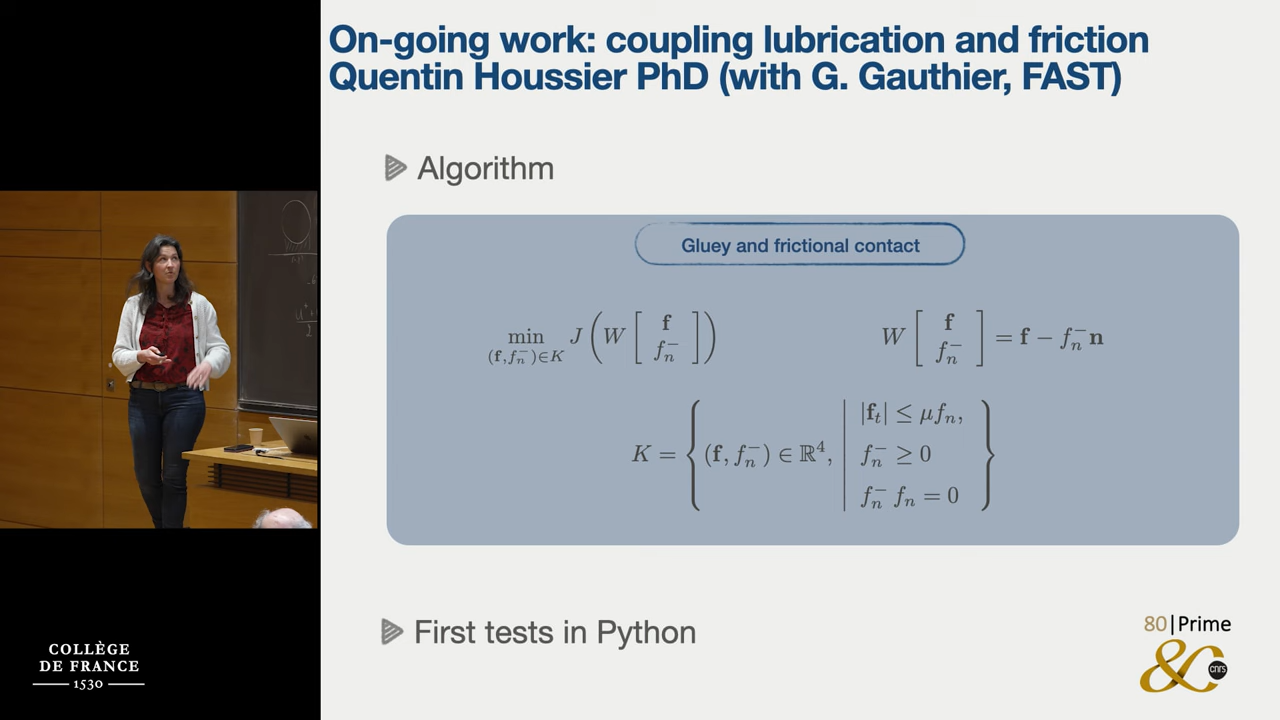 On-going work: coupling lubrication and friction
Quentin Houssier PhD (with G. Gauthier, FAST)
Algorithm
Gluey and frictional contact
min_{(f,f_n^-)∈K} J(W[f f_n^-])
W[f f_n^-] = f − f_n^- n
K = {(f, f_n^-) ∈ ℝ⁴, | |f_t| ≤ μf_n,
f_n^- ≥ 0
f_n^- f_n = 0}
First tests in Python
80|Prime
cnrs
COLLÈGE
DE FRANCE
1530